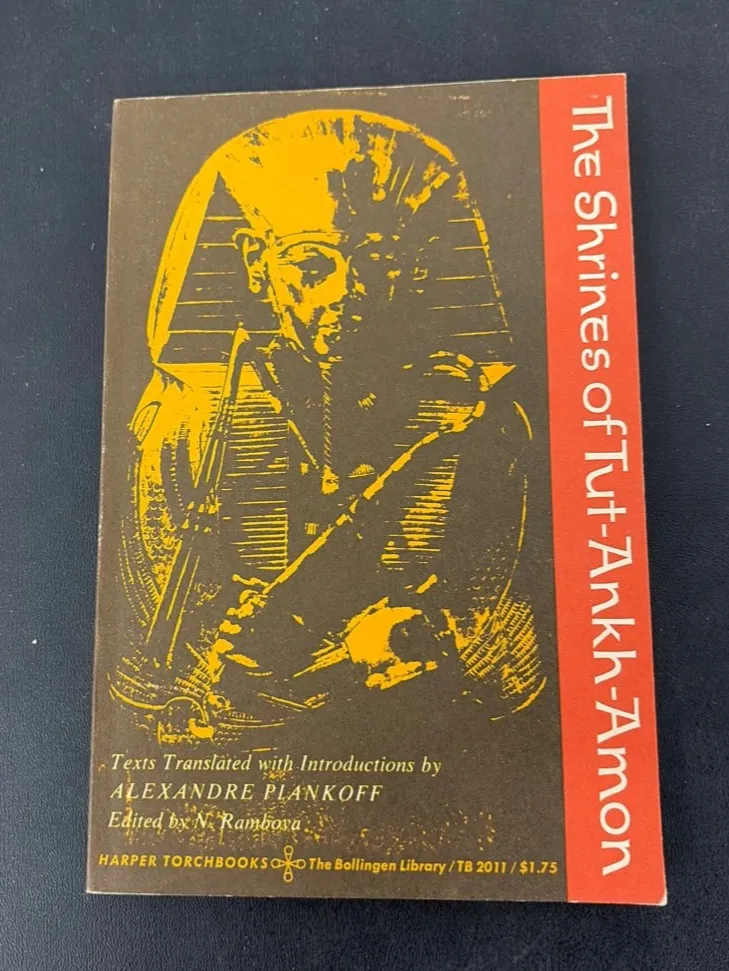 The Shrines of Tut-Ankh-Amon
Texts Translated with Introductions by
ALEXANDRE PIANKOFF
Edited by N. Rambova
HARPER TORCHBOOKS The Bollingen Library / TB 2011 / $1.75